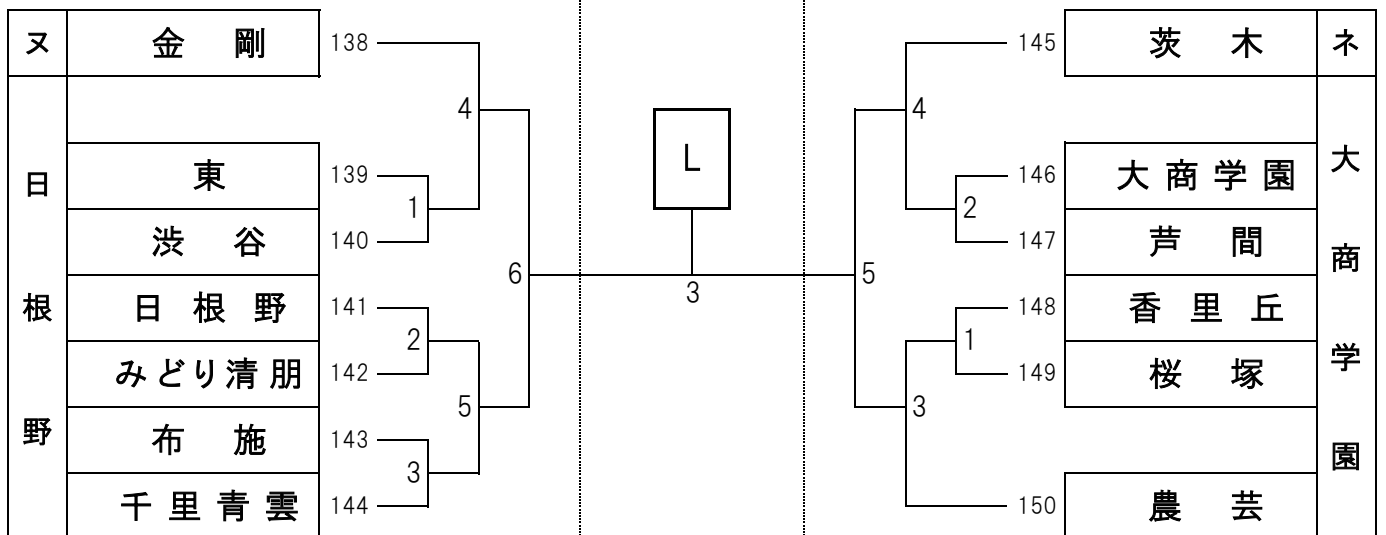 ヌ 金剛 138
日根野
東 139
渋谷 140
日根野 141
みどり清朋 142
布施 143
千里青雲 144
4
1
2
3
5
6
L
3
5
4
2
1
3
145 茨木 ネ
大商学園
146 大商学園
147 芦間
148 香里丘
149 桜塚
150 農芸